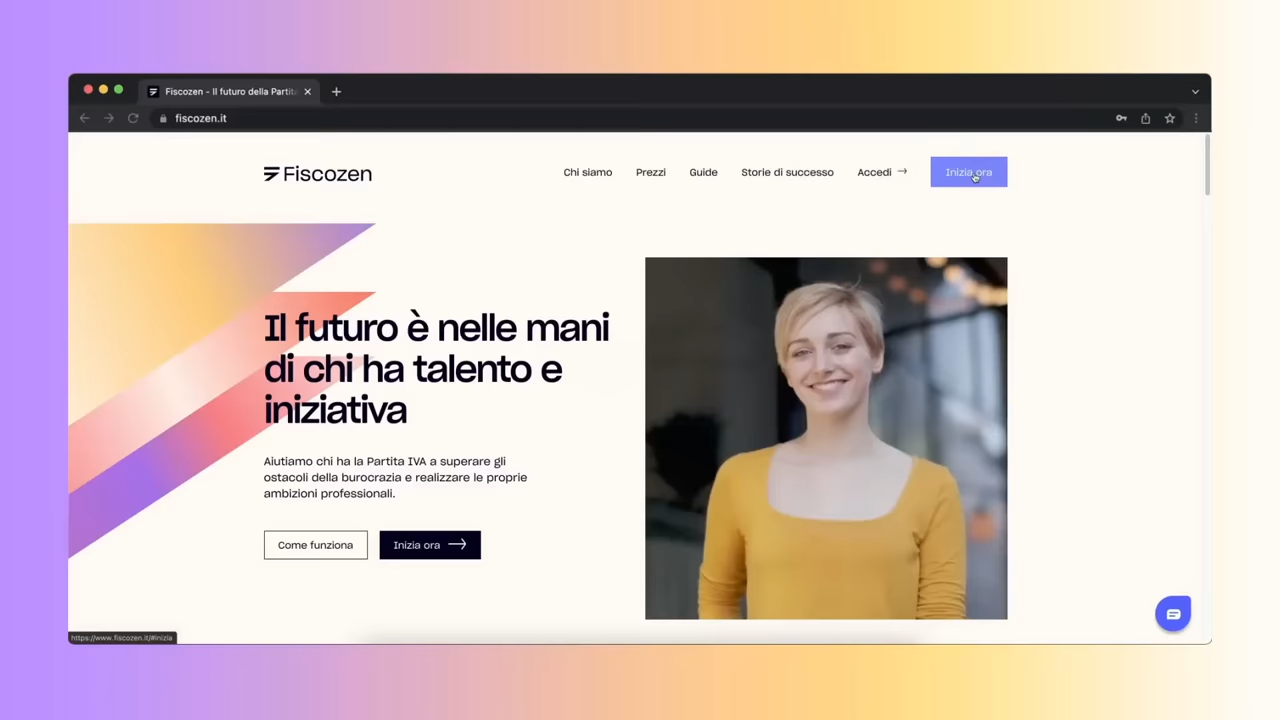 Fiscozen - Il futuro della Partita
fiscozen.it
Fiscozen
Chi siamo
Prezzi
Guide
Storie di successo
Accedi →
Inizia ora
Il futuro è nelle mani
di chi ha talento e
iniziativa
Aiutiamo chi ha la Partita IVA a superare gli
ostacoli della burocrazia e realizzare le proprie
ambizioni professionali.
Come funziona
Inizia ora →
https://www.fiscozen.it/#inizia